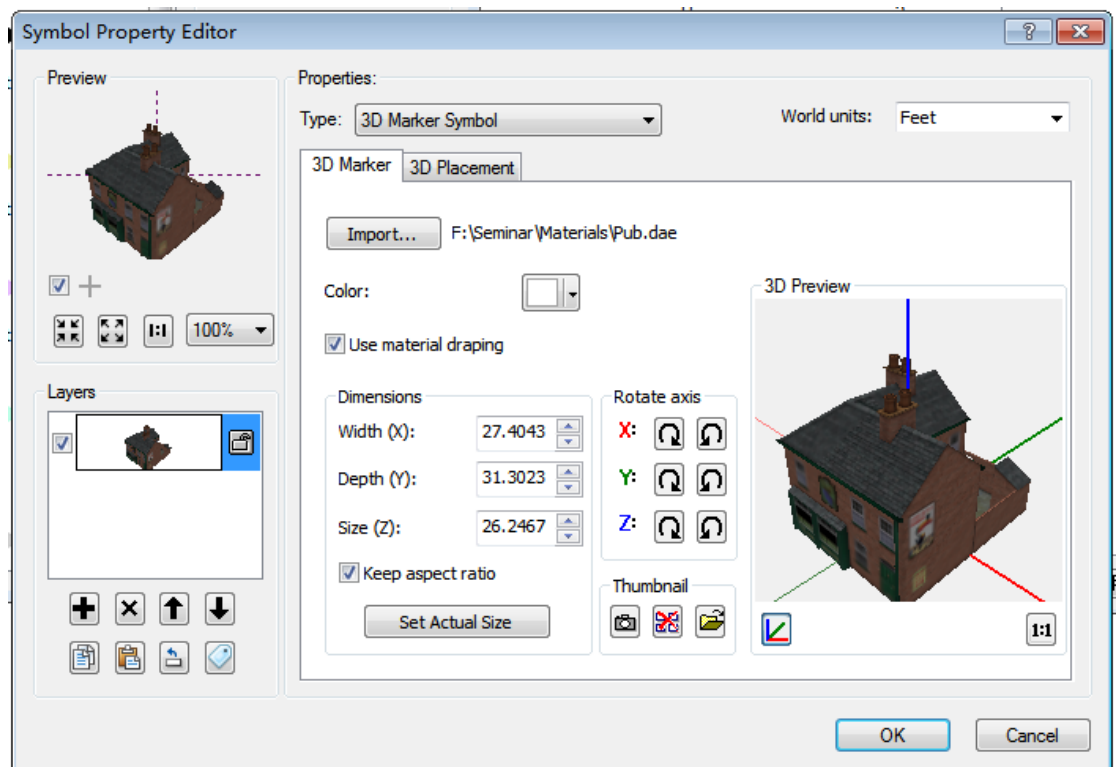 Symbol Property Editor
Preview
100%
Layers
Properties:
Type: 3D Marker Symbol
World units: Feet
3D Marker 3D Placement
Import... F:\Seminar\Materials\Pub.dae
Color:
Use material draping
Dimensions
Width (X): 27.4043
Depth (Y): 31.3023
Size (Z): 26.2467
Keep aspect ratio
Set Actual Size
Rotate axis
X:
Y:
Z:
Thumbnail
3D Preview
1:1
OK Cancel